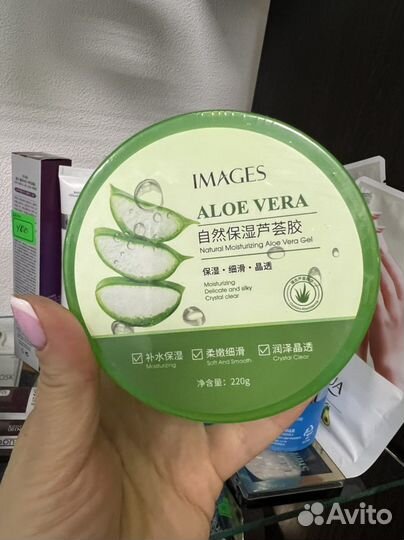 IMAGES
ALOE VERA
自然保湿芦荟胶
Natural Moisturizing Aloe Vera Gel
保湿·细滑·晶透
Moisturizing
Delicate and silky
Crystal clear
补水保湿 柔嫩细滑 润泽晶透
Moisturizing Soft And Smooth Crystal Clear
净含量：220g
Avito